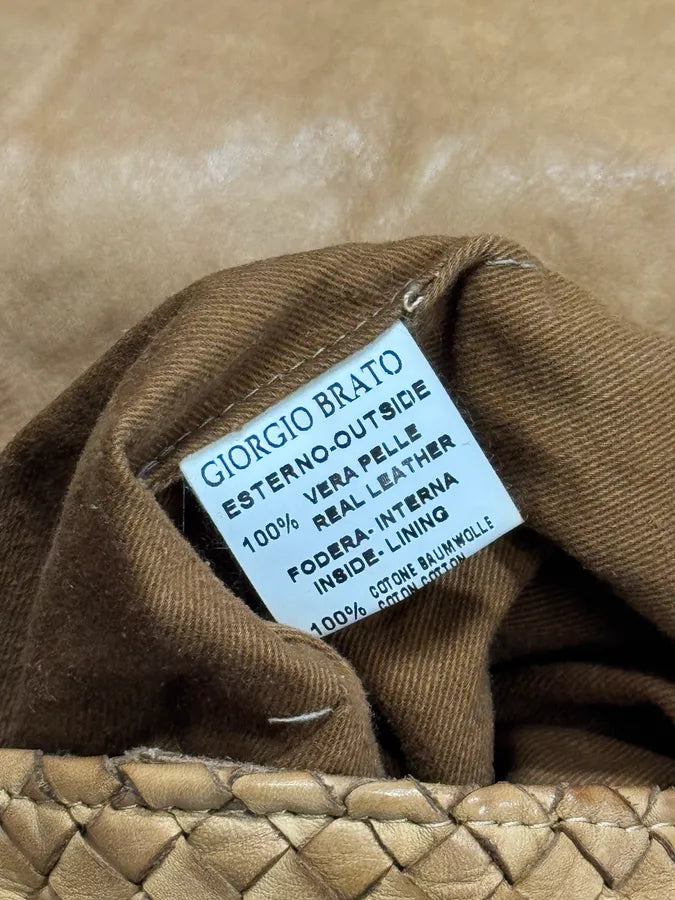 GIORGIO BRATO
ESTERNO-OUTSIDE
VERA PELLE
100%
REAL LEATHER
FODERA-INTERNA
INSIDE-LINING
COTONE BAUMWOLLE
100%
COTON COTTON